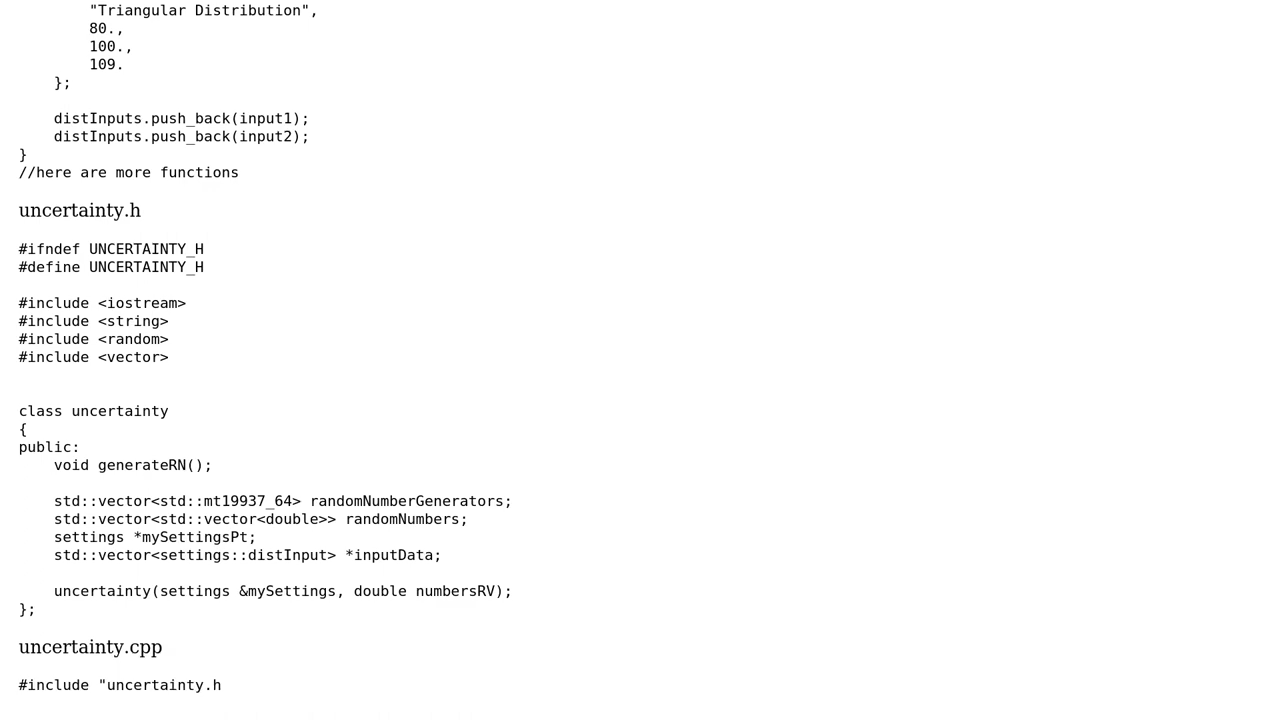 "Triangular Distribution",
80.,
100.,
109.
};
distInputs.push_back(input1);
distInputs.push_back(input2);
}
//here are more functions
uncertainty.h
#ifndef UNCERTAINTY_H
#define UNCERTAINTY_H
#include <iostream>
#include <string>
#include <random>
#include <vector>
class uncertainty
{
public:
void generateRN();
std::vector<std::mt19937_64> randomNumberGenerators;
std::vector<std::vector<double>> randomNumbers;
settings *mySettingsPt;
std::vector<settings::distInput> *inputData;
uncertainty(settings &mySettings, double numbersRV);
};
uncertainty.cpp
#include "uncertainty.h